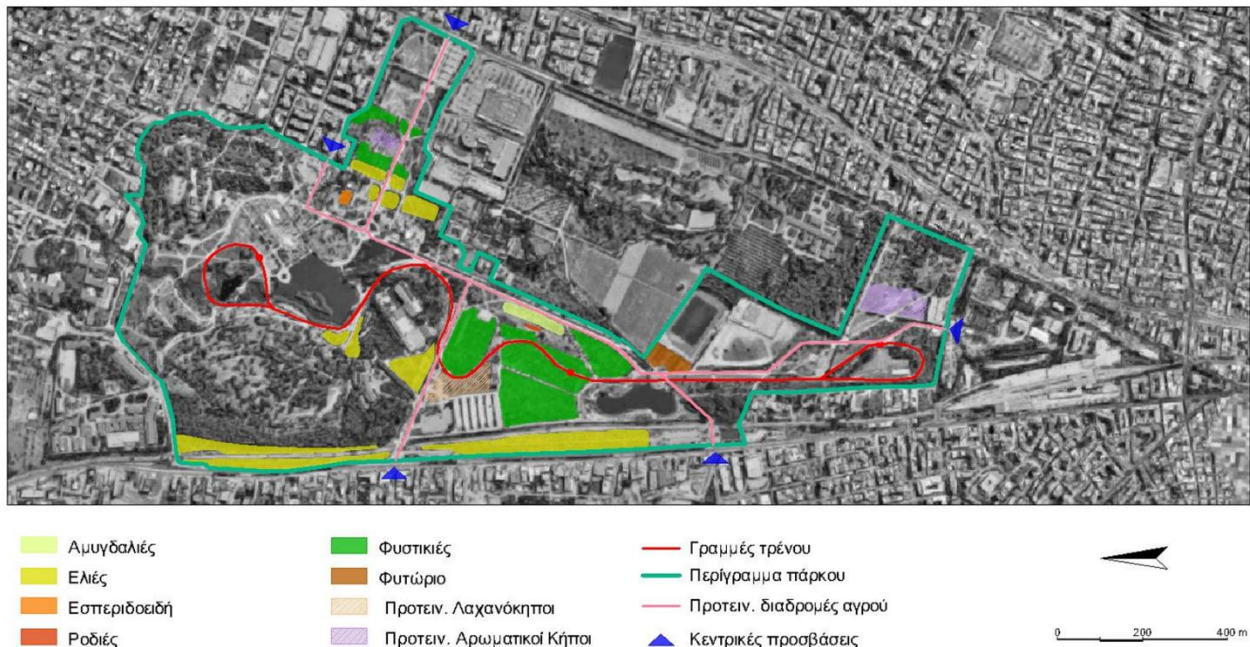 Αμυγδαλιές
Ελιές
Εσπεριδοειδή
Ροδιές
Φυστικιές
Φυτώριο
Προτειν. Λαχανόκηποι
Προτειν. Αρωματικοί Κήποι
Γραμμές τρένου
Περίγραμμα πάρκου
Προτειν. διαδρομές αγρού
Κεντρικές προσβάσεις
0 200 400 m